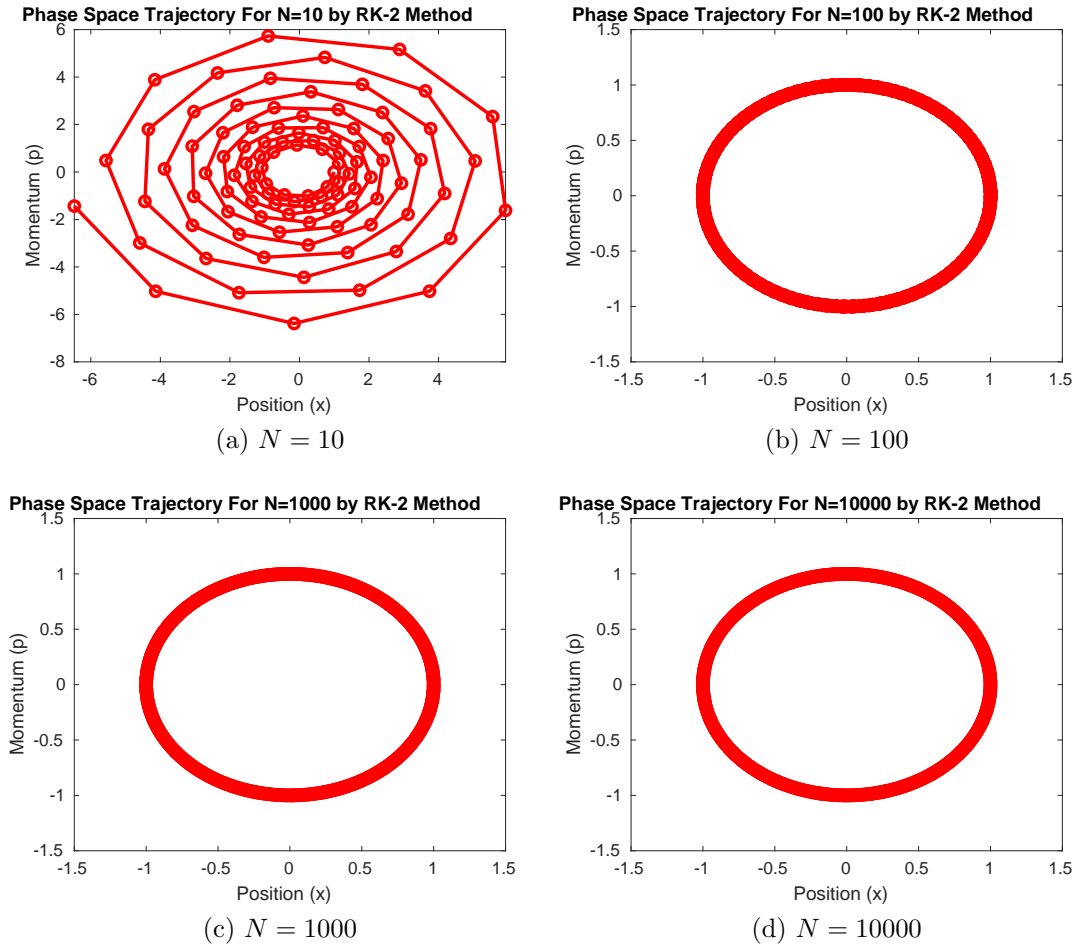 Phase Space Trajectory For N=10 by RK-2 Method
6
4
2
0
-2
-4
-6
-8
Momentum (p)
-6 -4 -2 0 2 4
Position (x)
(a) N = 10
Phase Space Trajectory For N=100 by RK-2 Method
1.5
1
0.5
0
-0.5
-1
-1.5
Momentum (p)
-1.5 -1 -0.5 0 0.5 1 1.5
Position (x)
(b) N = 100
Phase Space Trajectory For N=1000 by RK-2 Method
1.5
1
0.5
0
-0.5
-1
-1.5
Momentum (p)
-1.5 -1 -0.5 0 0.5 1 1.5
Position (x)
(c) N = 1000
Phase Space Trajectory For N=10000 by RK-2 Method
1.5
1
0.5
0
-0.5
-1
-1.5
Momentum (p)
-1.5 -1 -0.5 0 0.5 1 1.5
Position (x)
(d) N = 10000